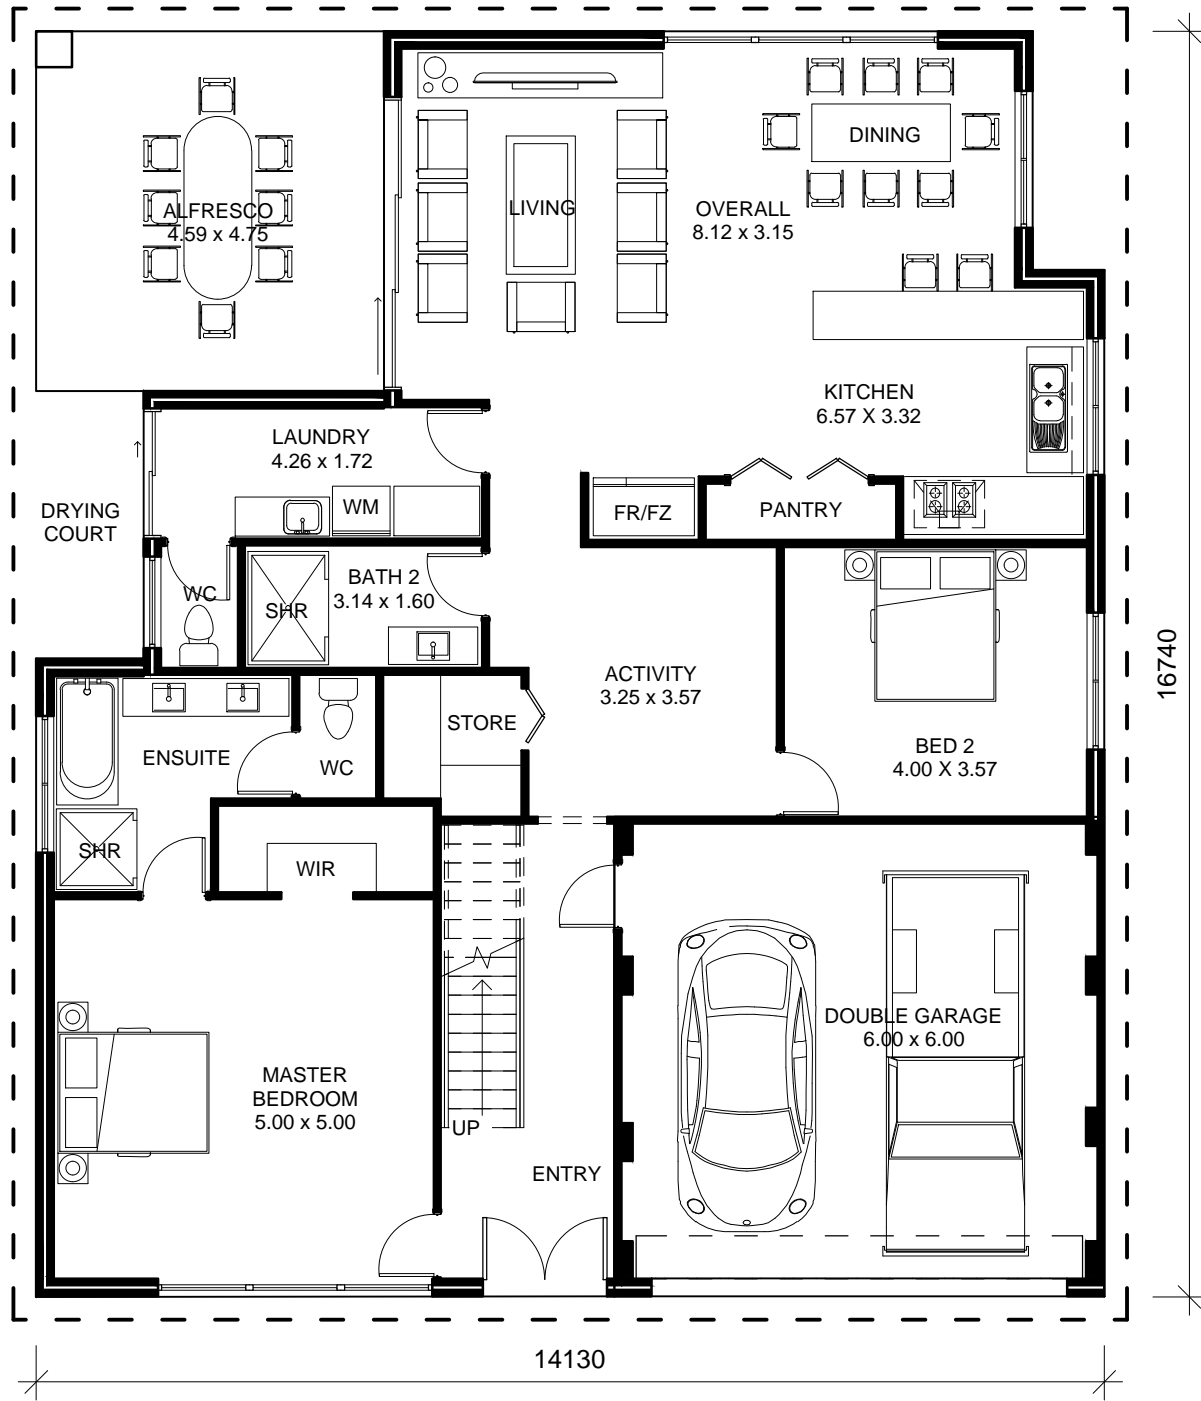 DINING
ALFRESCO
4.59 x 4.75
LIVING
OVERALL
8.12 x 3.15
KITCHEN
6.57 X 3.32
LAUNDRY
4.26 x 1.72
DRYING
COURT
WM
FR/FZ
PANTRY
WC
BATH 2
3.14 x 1.60
SHR
ACTIVITY
3.25 x 3.57
16740
STORE
ENSUITE
WC
BED 2
4.00 X 3.57
SHR
WIR
DOUBLE GARAGE
6.00 x 6.00
MASTER
BEDROOM
5.00 x 5.00
UP
ENTRY
14130